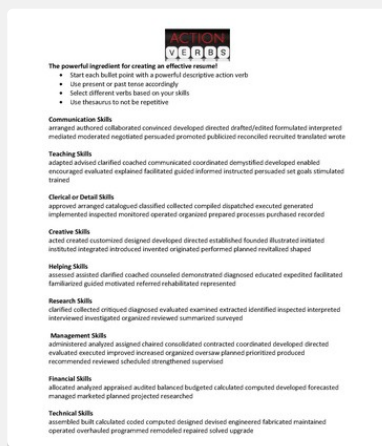 ACTION
VERBS
The powerful ingredient for creating an effective resume!
• Start each bullet point with a powerful descriptive action verb
• Use present or past tense accordingly
• Select different verbs based on your skills
• Use thesaurus to not be repetitive
Communication Skills
arranged authored collaborated convinced developed directed drafted/edited formulated interpreted
mediated moderated negotiated persuaded promoted publicized reconciled recruited translated wrote
Teaching Skills
adapted advised clarified coached communicated coordinated demystified developed enabled
encouraged evaluated explained facilitated guided informed instructed persuaded set goals stimulated
trained
Clerical or Detail Skills
approved arranged catalogued classified collected compiled dispatched executed generated
implemented inspected monitored operated organized prepared processes purchased recorded
Creative Skills
acted created customized designed developed directed established founded illustrated initiated
instituted integrated introduced invented originated performed planned revitalized shaped
Helping Skills
assessed assisted clarified coached counseled demonstrated diagnosed educated expedited facilitated
familiarized guided motivated referred rehabilitated represented
Research Skills
clarified collected critiqued diagnosed evaluated examined extracted identified inspected interpreted
interviewed investigated organized reviewed summarized surveyed
Management Skills
administered analyzed assigned chaired consolidated contracted coordinated developed directed
evaluated executed improved increased organized oversaw planned prioritized produced
recommended reviewed scheduled strengthened supervised
Financial Skills
allocated analyzed appraised audited balanced budgeted calculated computed developed forecasted
managed marketed planned projected researched
Technical Skills
assembled built calculated coded computed designed devised engineered fabricated maintained
operated overhauled programmed remodeled repaired solved upgrade